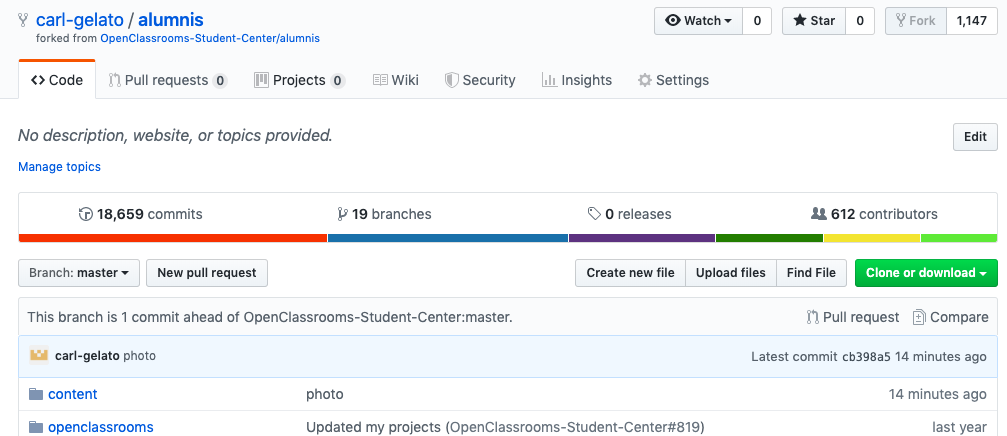 carl-gelato / alumnis
Watch 0 Star 0 Fork 1,147
forked from OpenClassrooms-Student-Center/alumnis
Code Pull requests 0 Projects 0 Wiki Security Insights Settings
No description, website, or topics provided.
Edit
Manage topics
18,659 commits 19 branches 0 releases 612 contributors
Branch: master New pull request Create new file Upload files Find File Clone or download
This branch is 1 commit ahead of OpenClassrooms-Student-Center:master. Pull request Compare
carl-gelato photo Latest commit cb398a5 14 minutes ago
content photo 14 minutes ago
openclassrooms Updated my projects (OpenClassrooms-Student-Center#819) last year